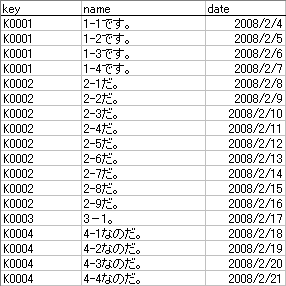 key name date
K0001 1-1です。 2008/2/4
K0001 1-2です。 2008/2/5
K0001 1-3です。 2008/2/6
K0001 1-4です。 2008/2/7
K0002 2-1だ。 2008/2/8
K0002 2-2だ。 2008/2/9
K0002 2-3だ。 2008/2/10
K0002 2-4だ。 2008/2/11
K0002 2-5だ。 2008/2/12
K0002 2-6だ。 2008/2/13
K0002 2-7だ。 2008/2/14
K0002 2-8だ。 2008/2/15
K0002 2-9だ。 2008/2/16
K0003 3－1。 2008/2/17
K0004 4-1なのだ。 2008/2/18
K0004 4-2なのだ。 2008/2/19
K0004 4-3なのだ。 2008/2/20
K0004 4-4なのだ。 2008/2/21